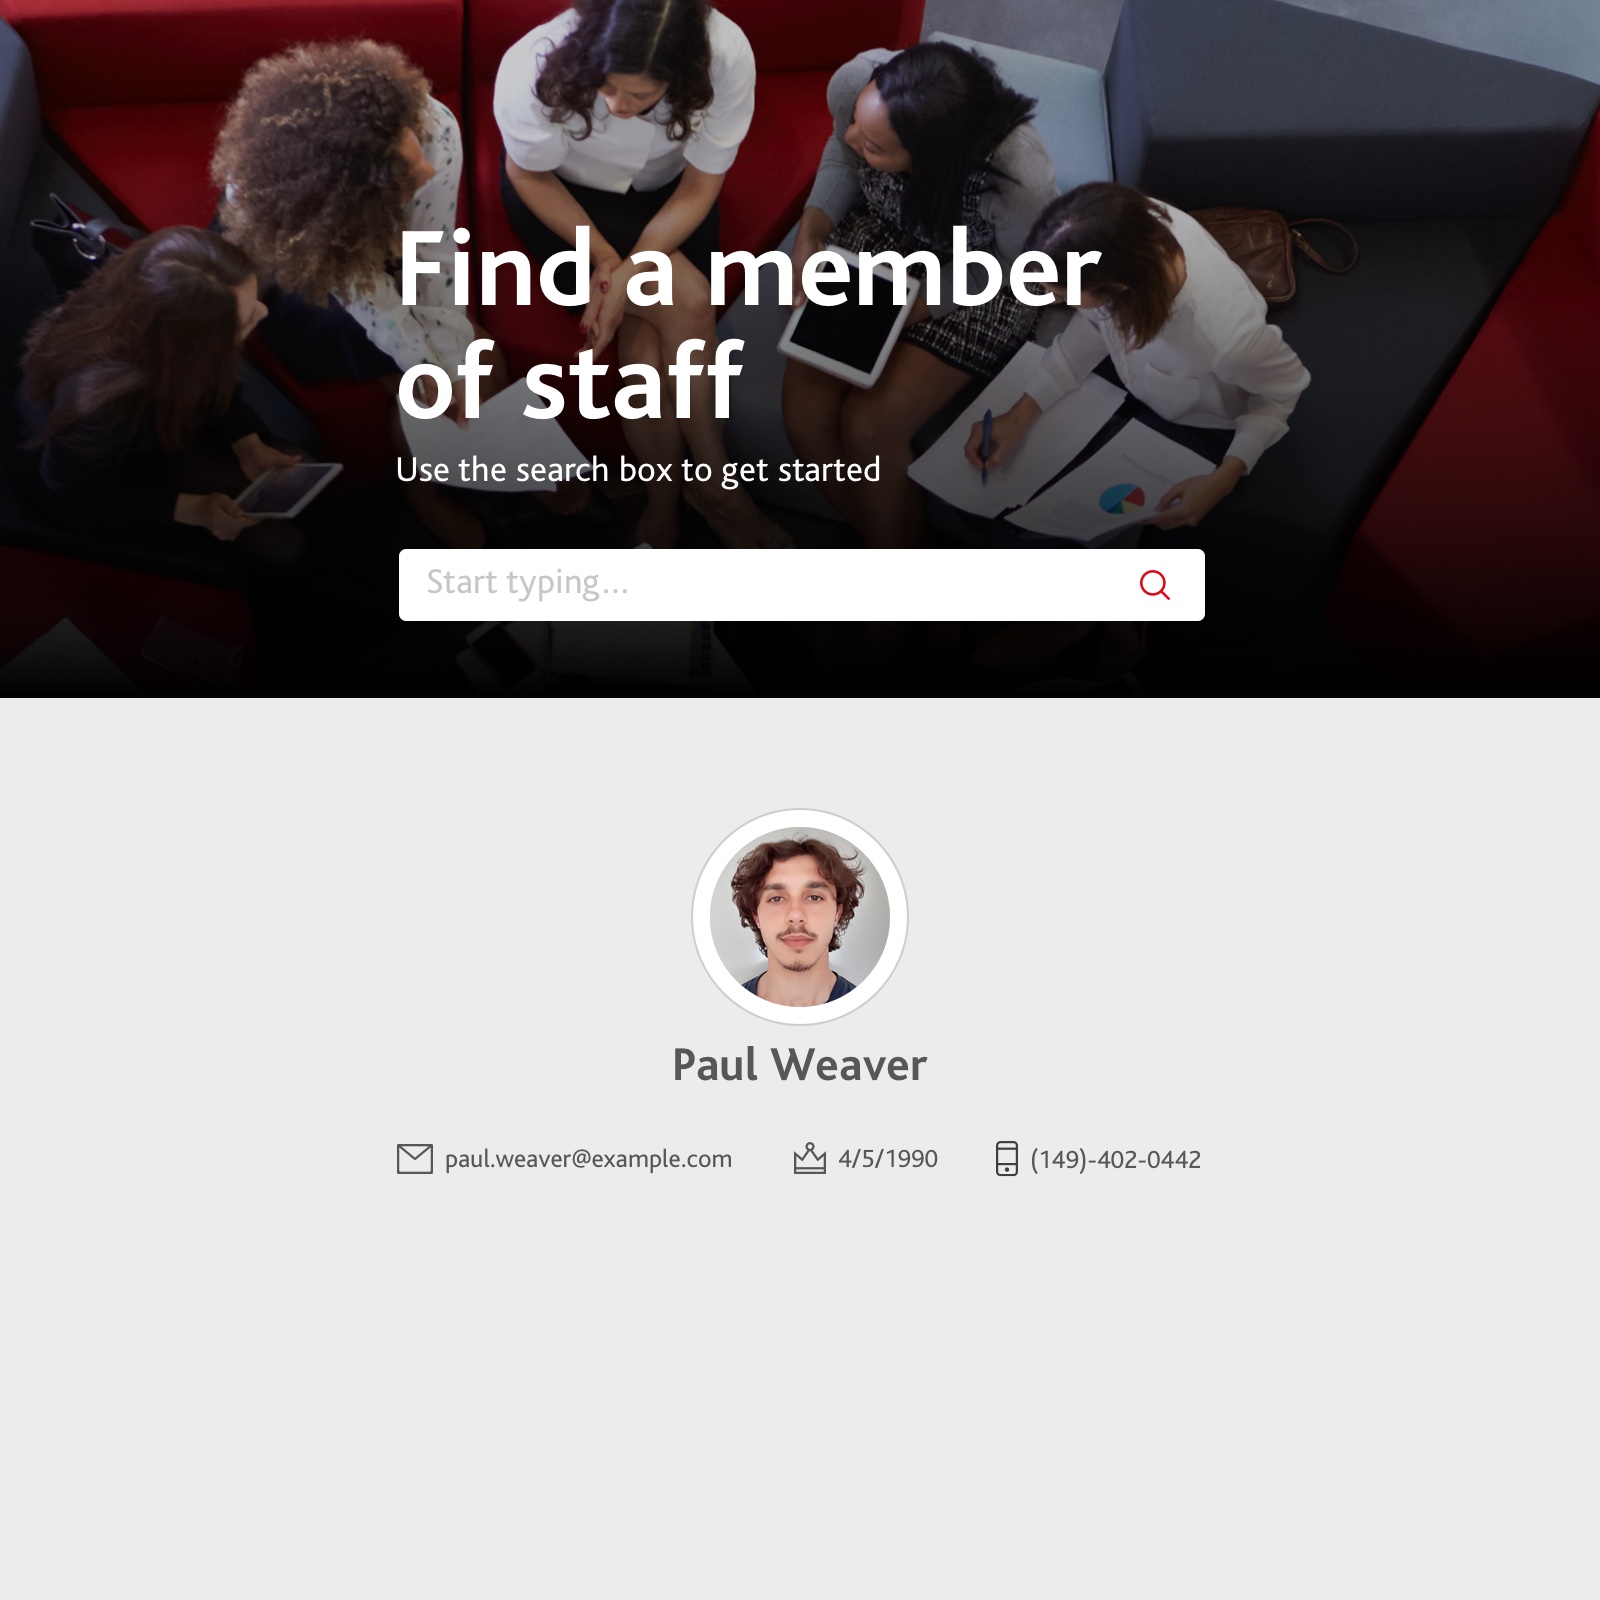 Find a member
of staff
Use the search box to get started
Start typing...
Paul Weaver
paul.weaver@example.com
4/5/1990
(149)-402-0442